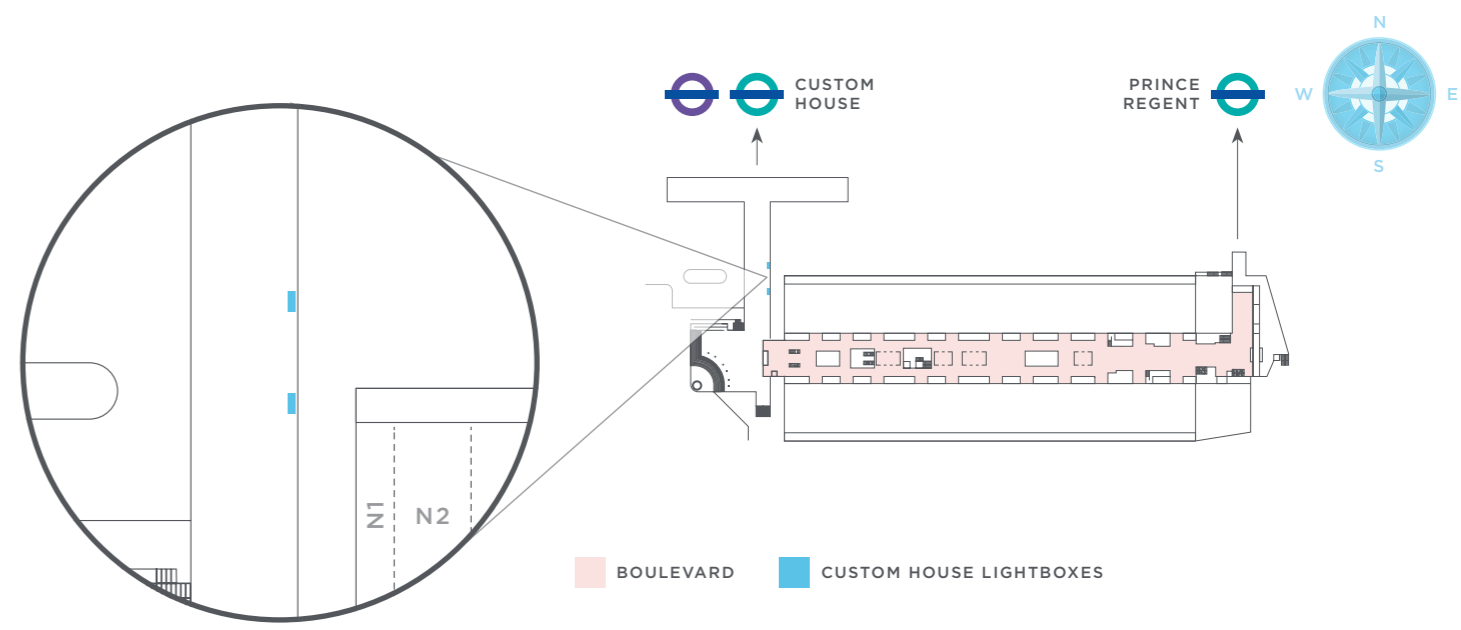 N
CUSTOM
HOUSE
PRINCE
REGENT
W
E
S
N1
N2
BOULEVARD
CUSTOM HOUSE LIGHTBOXES